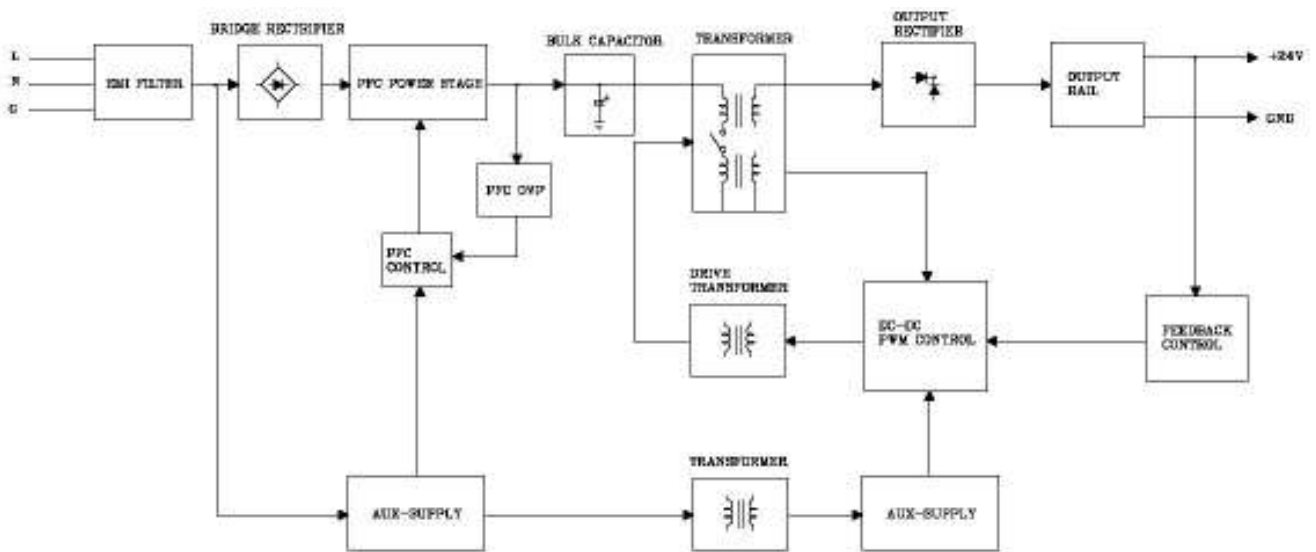 BRIDGE RECTRIFIER
OUTPUT
RECTIFIER
BULK CAPACITOR
TRANSFORMER
L
N
G
EMI FILTER
PFC POWER STAGE
OUTPUT
RAIL
+24V
GND
PFC OVP
PFC
CONTROL
DRIVE
TRANSFORMER
DC-DC
PWM CONTROL
FEEDBACK
CONTROL
TRANSFORMER
AUX-SUPPLY
AUX-SUPPLY